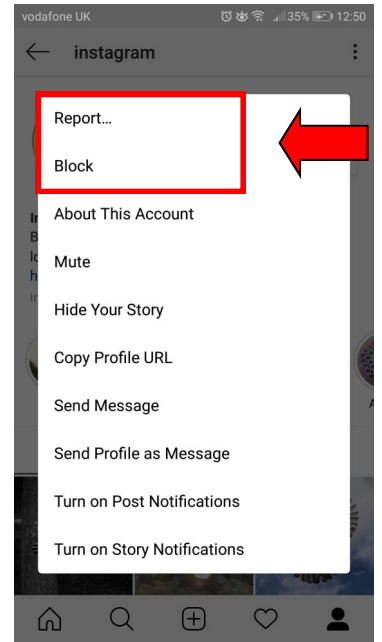 vodafone UK 35% 12:50
instagram
Report...
Block
About This Account
Mute
Hide Your Story
Copy Profile URL
Send Message
Send Profile as Message
Turn on Post Notifications
Turn on Story Notifications